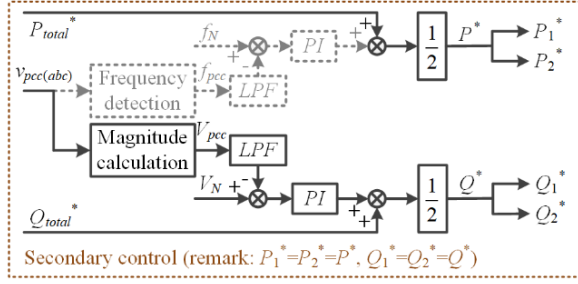 P_total*
f_N
+
-
PI
+
+
1/2
P*
P_1*
P_2*
v_pcc(abc)
Frequency detection
f_pcc
LPF
Magnitude calculation
V_pcc
LPF
V_N
+
-
PI
+
+
1/2
Q*
Q_1*
Q_2*
Q_total*
Secondary control (remark: P_1*=P_2*=P*, Q_1*=Q_2*=Q*)